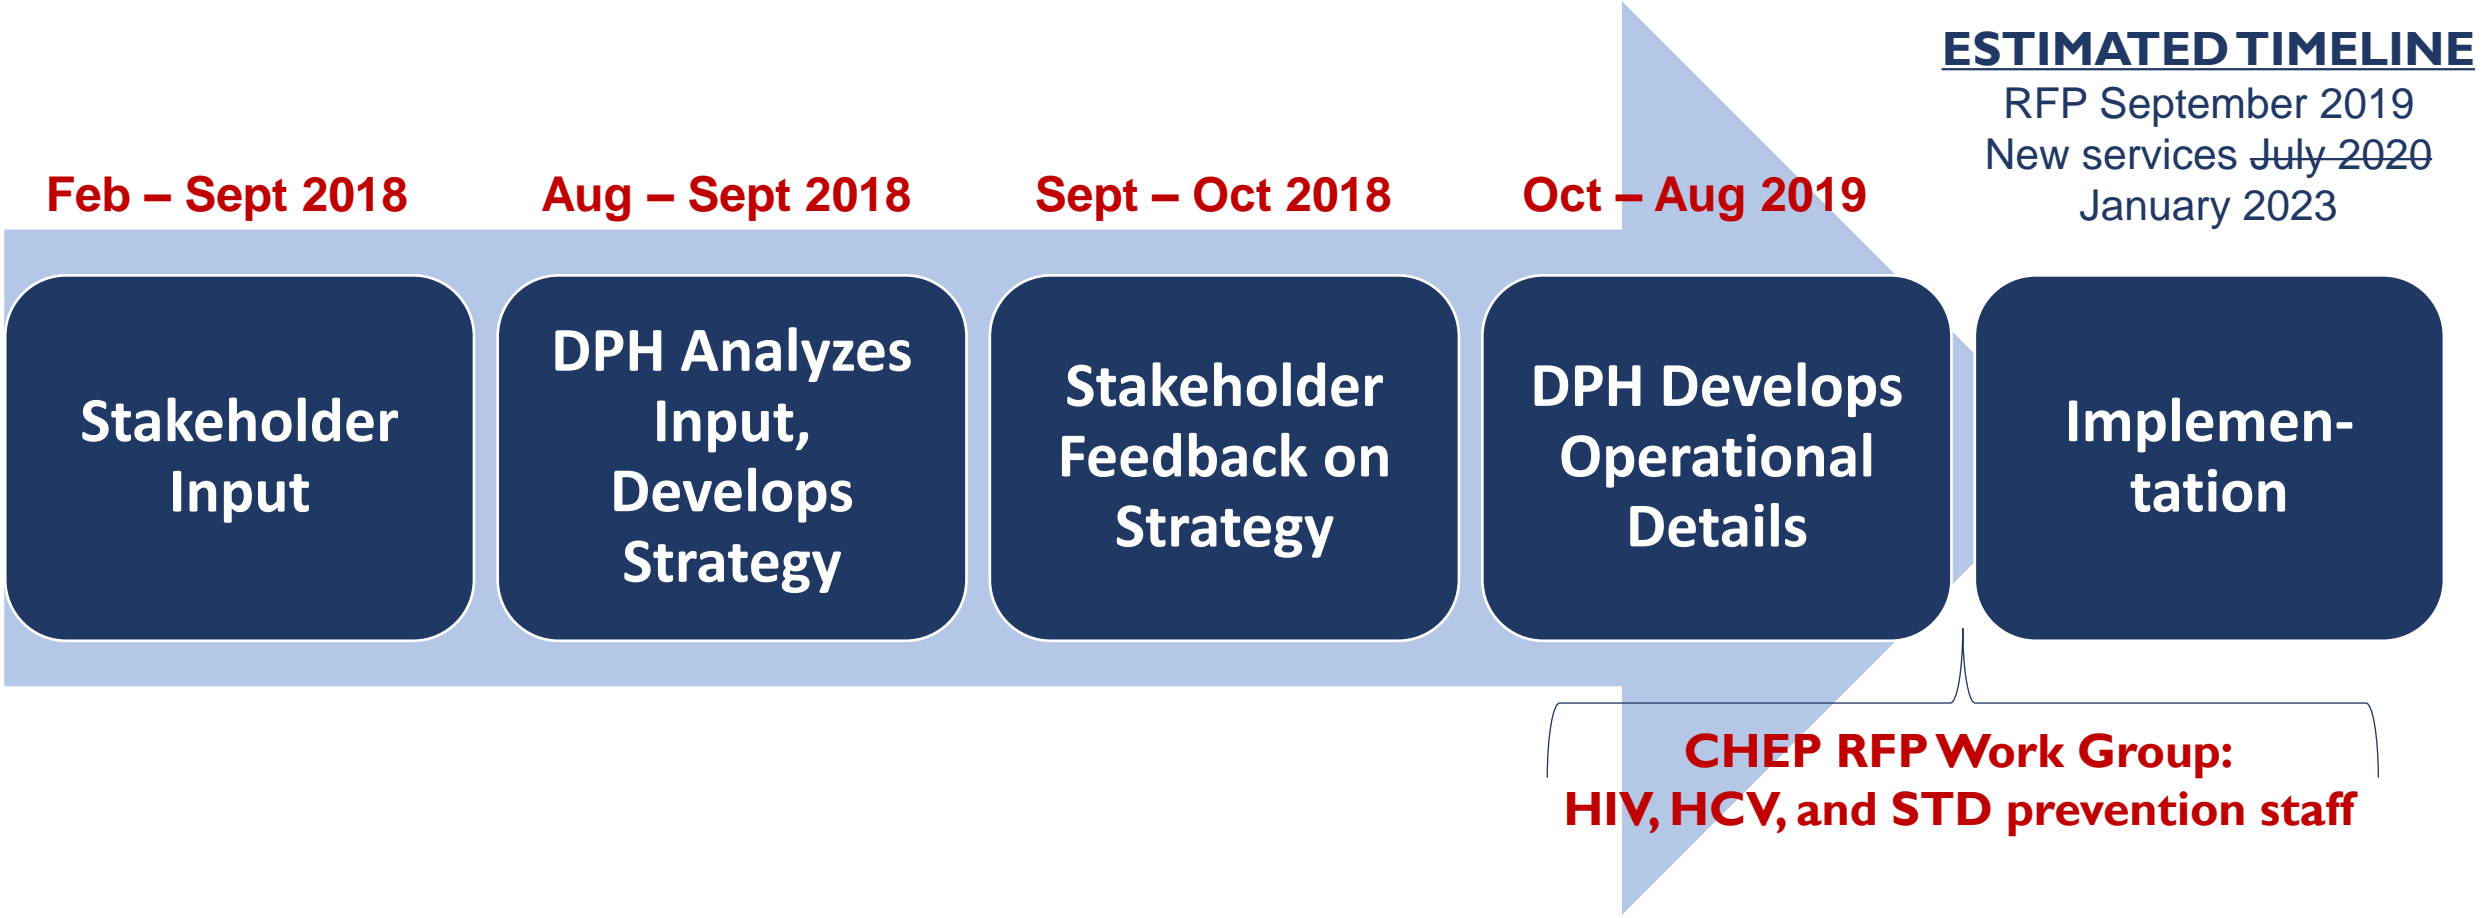 ESTIMATED TIMELINE
RFP September 2019
New services July 2020
January 2023
Feb – Sept 2018
Aug – Sept 2018
Sept – Oct 2018
Oct – Aug 2019
Stakeholder
Input
DPH Analyzes
Input,
Develops
Strategy
Stakeholder
Feedback on
Strategy
DPH Develops
Operational
Details
Implemen-
tation
CHEP RFP Work Group:
HIV, HCV, and STD prevention staff